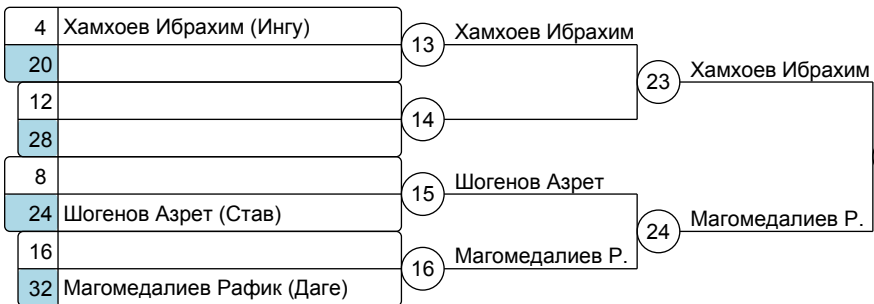 4 Хамхоев Ибрахим (Ингу)
13 Хамхоев Ибрахим
20
23 Хамхоев Ибрахим
12
14
28
8
15 Шогенов Азрет
24 Шогенов Азрет (Став)
24 Магомедалиев Р.
16
16 Магомедалиев Р.
32 Магомедалиев Рафик (Даге)